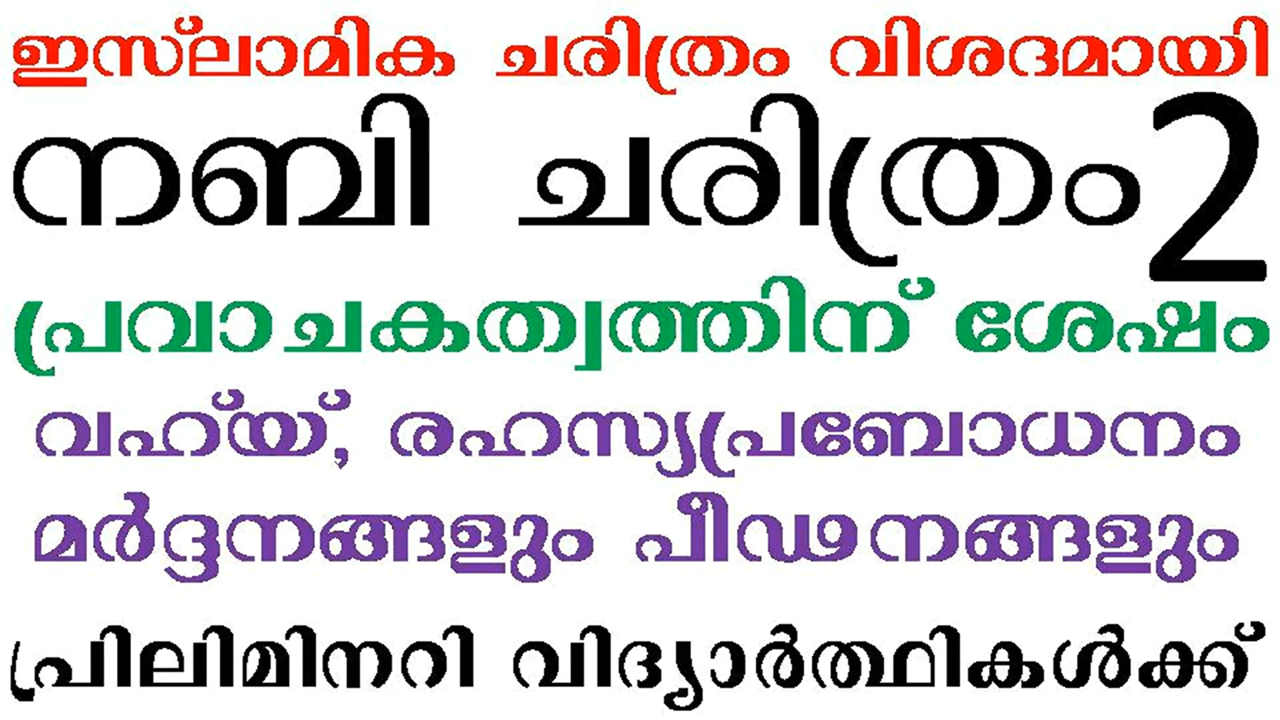 ഇസ്‌ലാമിക ചരിത്രം വിശദമായി
നബി ചരിത്രം2
പ്രവാചകത്വത്തിന് ശേഷം
വഹ്‌യ്, രഹസ്യപ്രബോധനം
മർദ്ദനങ്ങളും പീഢനങ്ങളും
പ്രിലിമിനറി വിദ്യാർത്ഥികൾക്ക്